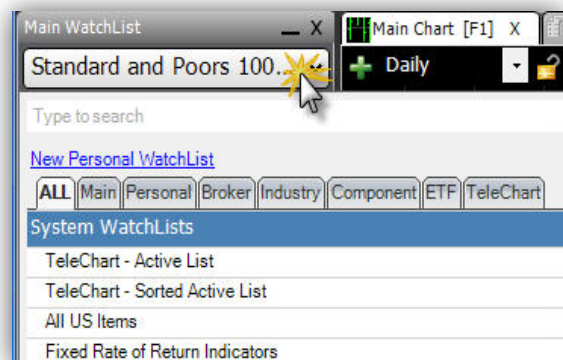 Main WatchList
X
Main Chart [F1] X
Standard and Poors 100...
Daily
Type to search
New Personal WatchList
ALL Main Personal Broker Industry Component ETF TeleChart
System WatchLists
TeleChart - Active List
TeleChart - Sorted Active List
All US Items
Fixed Rate of Return Indicators